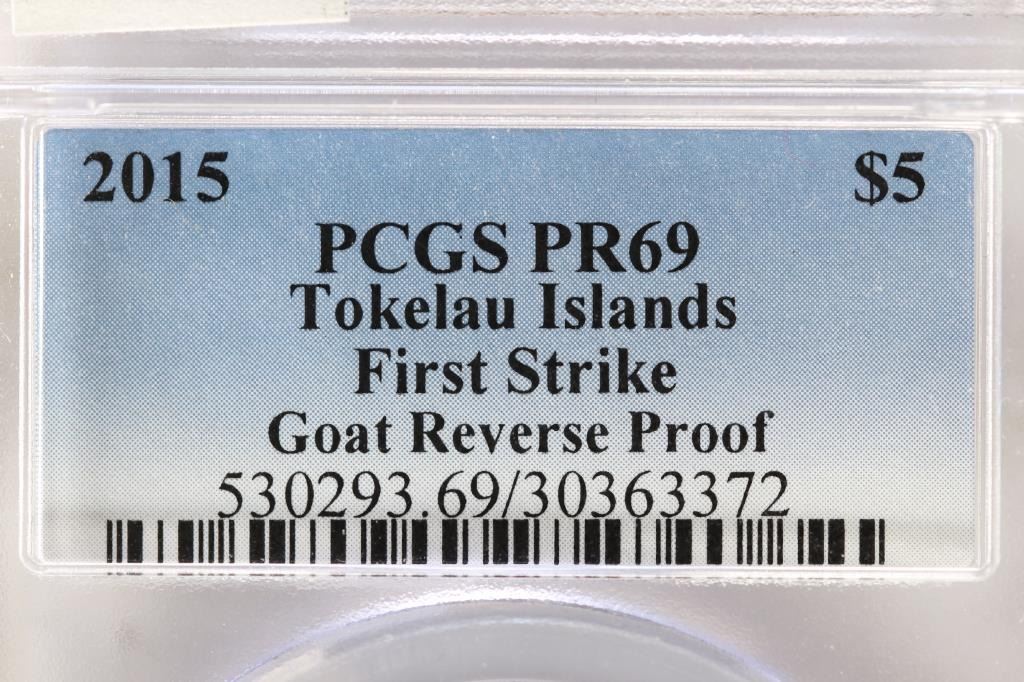 2015 $5
PCGS PR69
Tokelau Islands
First Strike
Goat Reverse Proof
530293.69/30363372